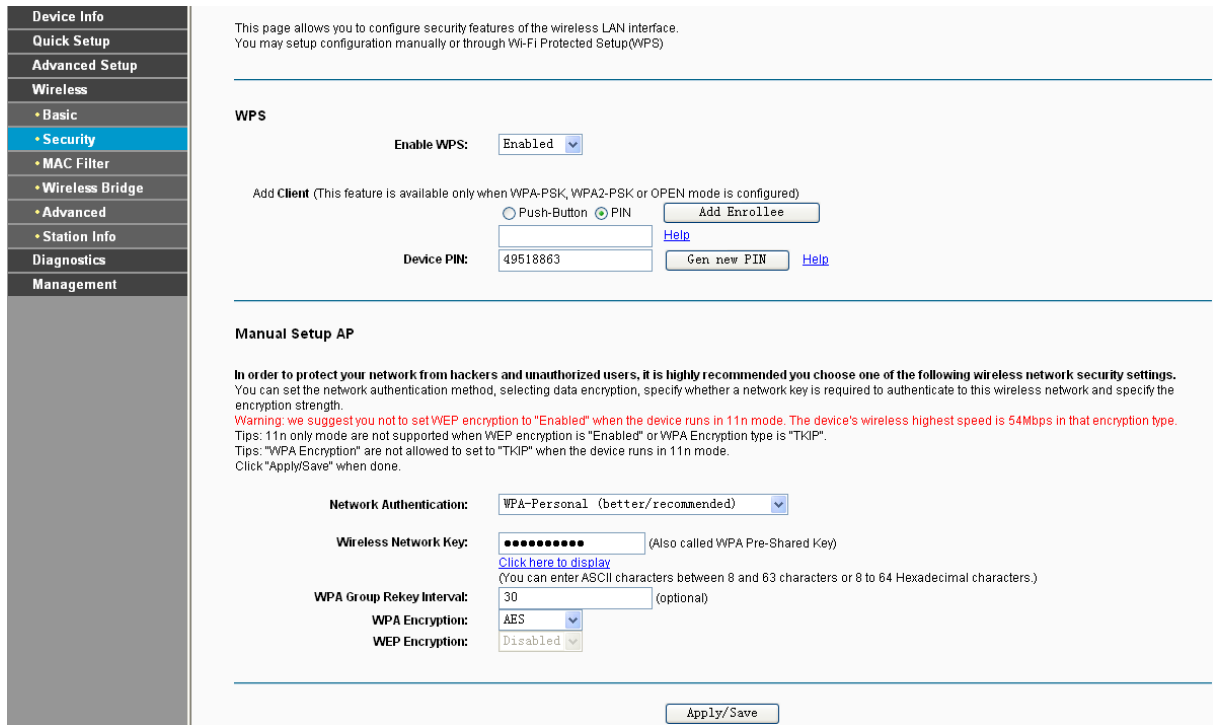 Device Info
Quick Setup
Advanced Setup
Wireless
• Basic
• Security
• MAC Filter
• Wireless Bridge
• Advanced
• Station Info
Diagnostics
Management
This page allows you to configure security features of the wireless LAN interface.
You may setup configuration manually or through Wi-Fi Protected Setup(WPS)
WPS
Enable WPS: Enabled
Add Client (This feature is available only when WPA-PSK, WPA2-PSK or OPEN mode is configured)
Push-Button PIN Add Enrollee
Help
Device PIN: 49518863 Gen new PIN Help
Manual Setup AP
In order to protect your network from hackers and unauthorized users, it is highly recommended you choose one of the following wireless network security settings.
You can set the network authentication method, selecting data encryption, specify whether a network key is required to authenticate to this wireless network and specify the
encryption strength.
Warning: we suggest you not to set WEP encryption to "Enabled" when the device runs in 11n mode. The device's wireless highest speed is 54Mbps in that encryption type.
Tips: 11n only mode are not supported when WEP encryption is "Enabled" or WPA Encryption type is "TKIP".
Tips: "WPA Encryption" are not allowed to set to "TKIP" when the device runs in 11n mode.
Click "Apply/Save" when done.
Network Authentication: WPA-Personal (better/recommended)
Wireless Network Key: ●●●●●●●●●● (Also called WPA Pre-Shared Key)
Click here to display
(You can enter ASCII characters between 8 and 63 characters or 8 to 64 Hexadecimal characters.)
WPA Group Rekey Interval: 30 (optional)
WPA Encryption: AES
WEP Encryption: Disabled
Apply/Save